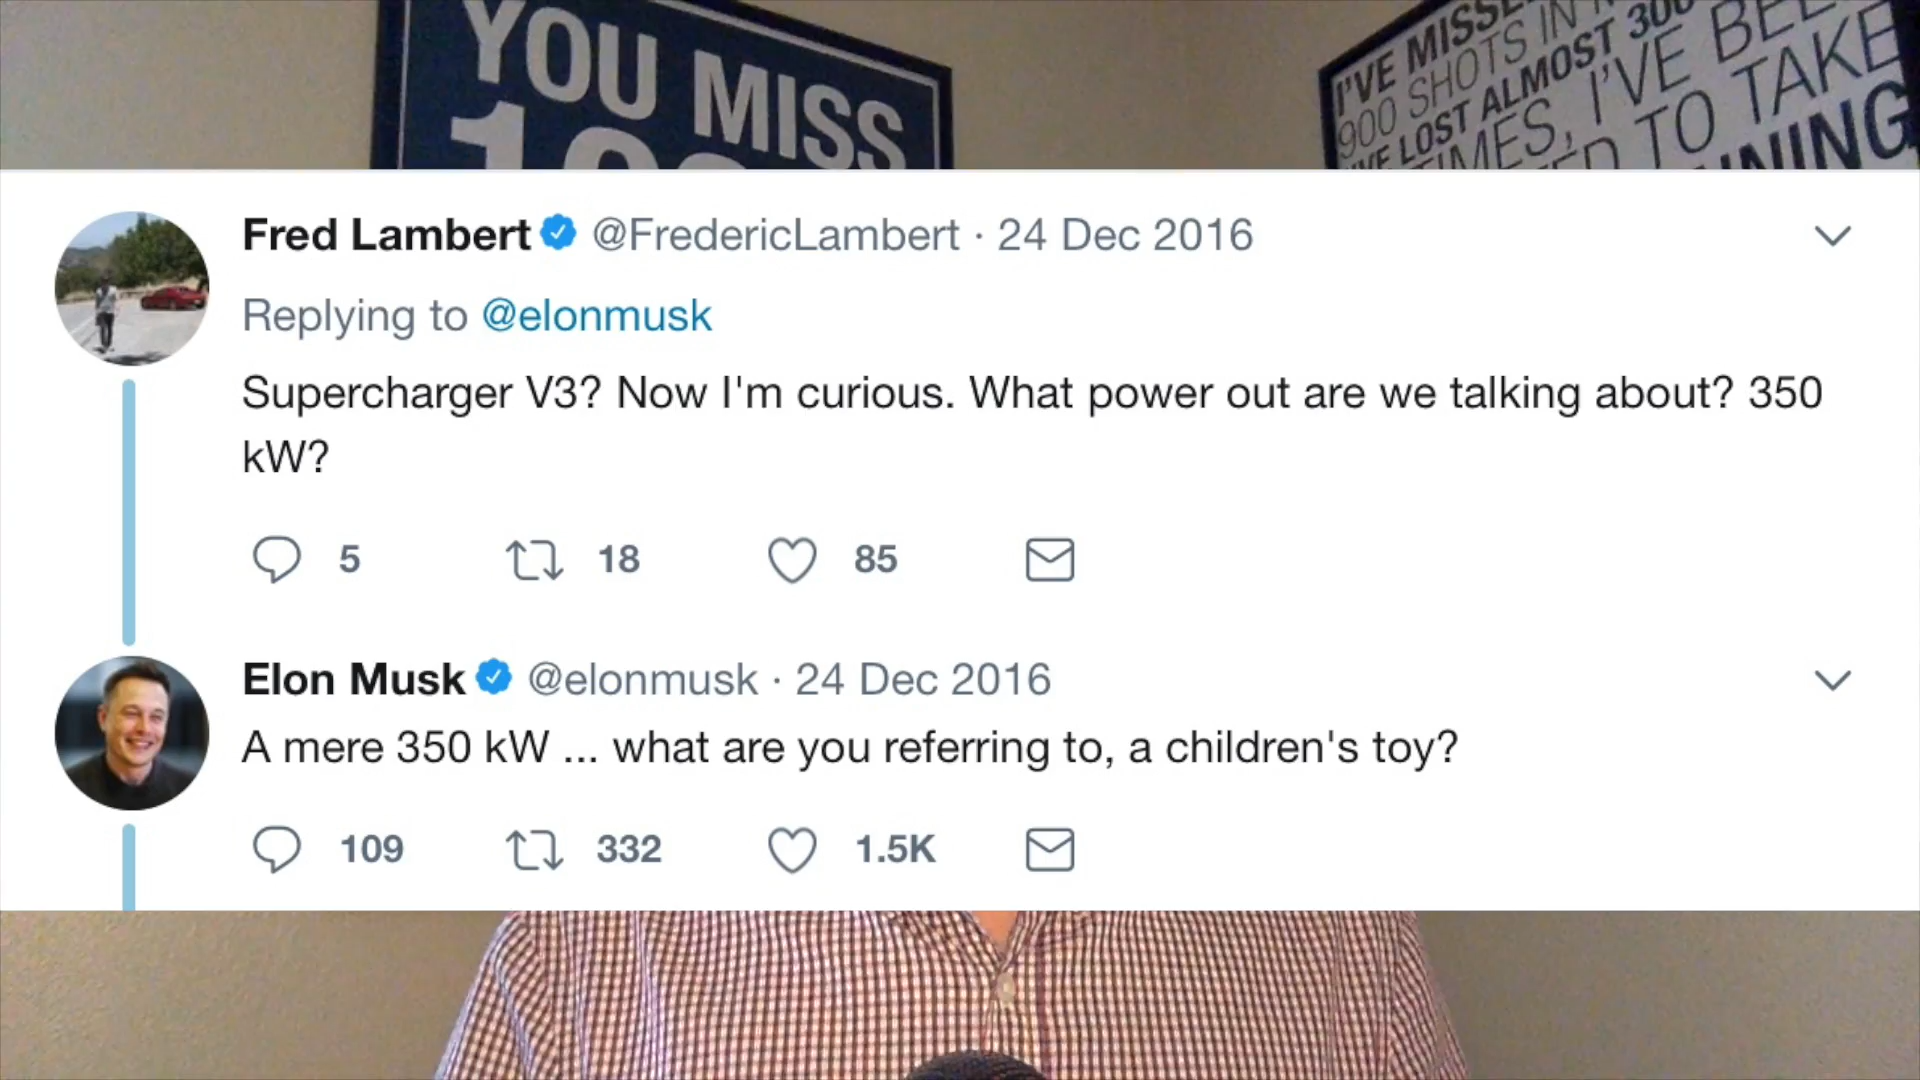 YOU MISS
I'VE MISSE
900 SHOTS IN
LOST ALMOST 300
I'VE BEE
TO TAKE
Fred Lambert @FredericLambert · 24 Dec 2016
Replying to @elonmusk
Supercharger V3? Now I'm curious. What power out are we talking about? 350
kW?
5 18 85
Elon Musk @elonmusk · 24 Dec 2016
A mere 350 kW ... what are you referring to, a children's toy?
109 332 1.5K